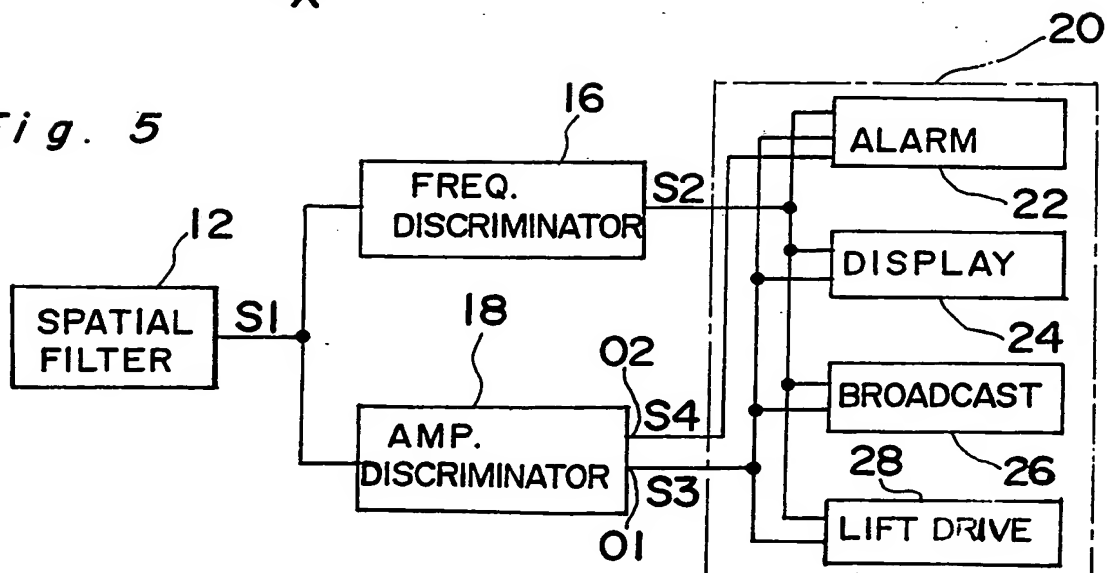 20
Fig. 5
16
FREQ.
DISCRIMINATOR
S2
ALARM
22
12
SPATIAL
FILTER
S1
DISPLAY
24
18
AMP.
DISCRIMINATOR
O2
S4
S3
O1
BROADCAST
26
28
LIFT DRIVE